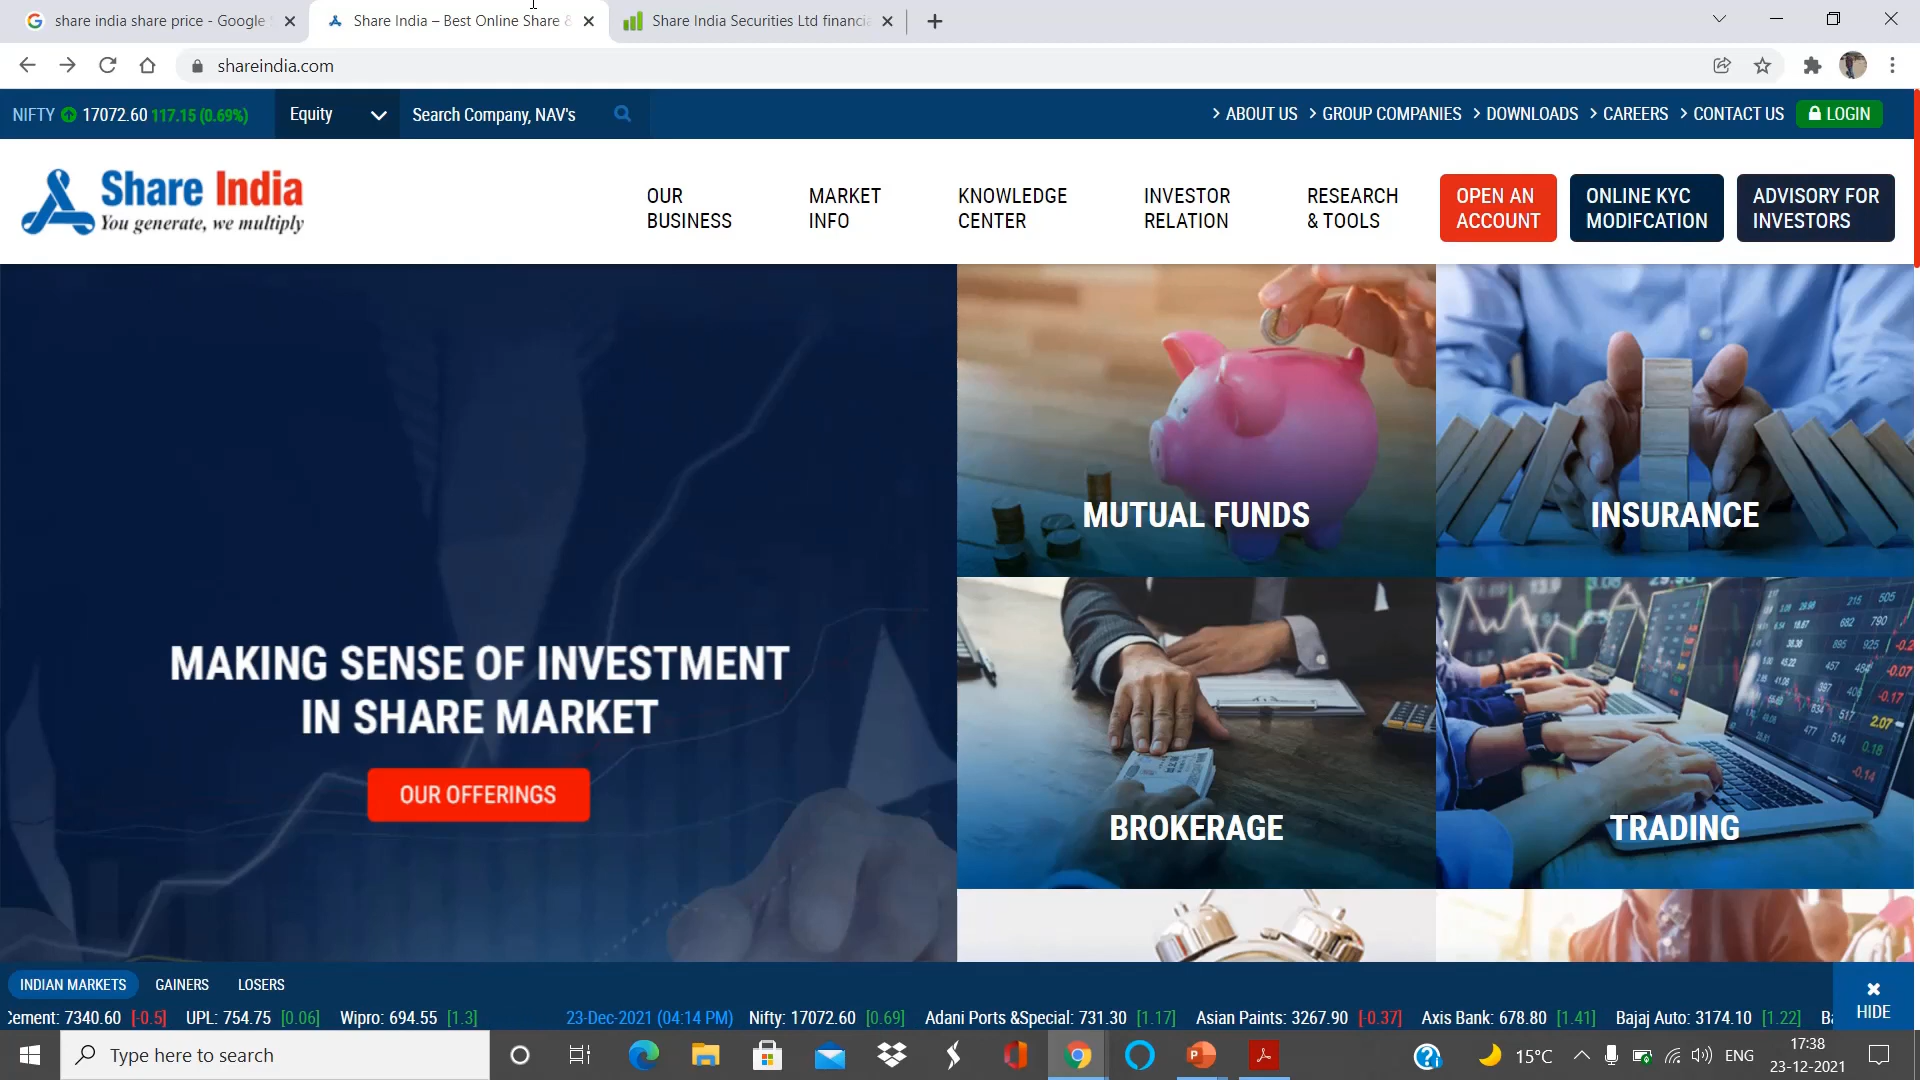 share india share price - Google
Share India – Best Online Share &
Share India Securities Ltd financia
shareindia.com
NIFTY 17072.60 117.15 (0.69%)
Equity
Search Company, NAV's
ABOUT US
GROUP COMPANIES
DOWNLOADS
CAREERS
CONTACT US
LOGIN
Share India
You generate, we multiply
OUR
BUSINESS
MARKET
INFO
KNOWLEDGE
CENTER
INVESTOR
RELATION
RESEARCH
& TOOLS
OPEN AN
ACCOUNT
ONLINE KYC
MODIFCATION
ADVISORY FOR
INVESTORS
MAKING SENSE OF INVESTMENT
IN SHARE MARKET
OUR OFFERINGS
MUTUAL FUNDS
INSURANCE
BROKERAGE
TRADING
INDIAN MARKETS
GAINERS
LOSERS
HIDE
Cement: 7340.60 [-0.5] UPL: 754.75 [0.06] Wipro: 694.55 [1.3] 23-Dec-2021 (04:14 PM) Nifty: 17072.60 [0.69] Adani Ports &Special: 731.30 [1.17] Asian Paints: 3267.90 [-0.37] Axis Bank: 678.80 [1.41] Bajaj Auto: 3174.10 [1.22]
Type here to search
15°C
ENG
17:38
23-12-2021